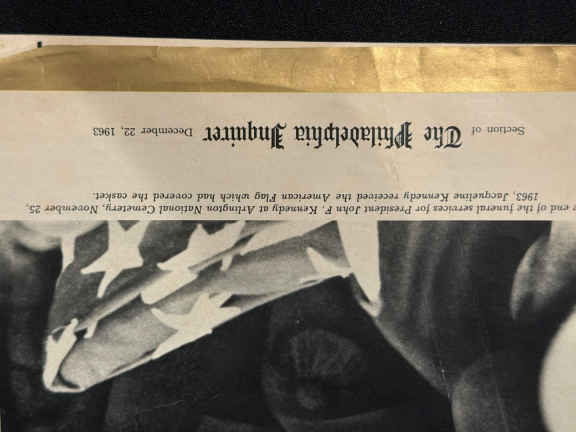 e end of the funeral services for President John F. Kennedy at Arlington National Cemetery, November 25,
1963, Jacqueline Kennedy received the American Flag which had covered the casket.
Section of The Philadelphia Inquirer December 22, 1963